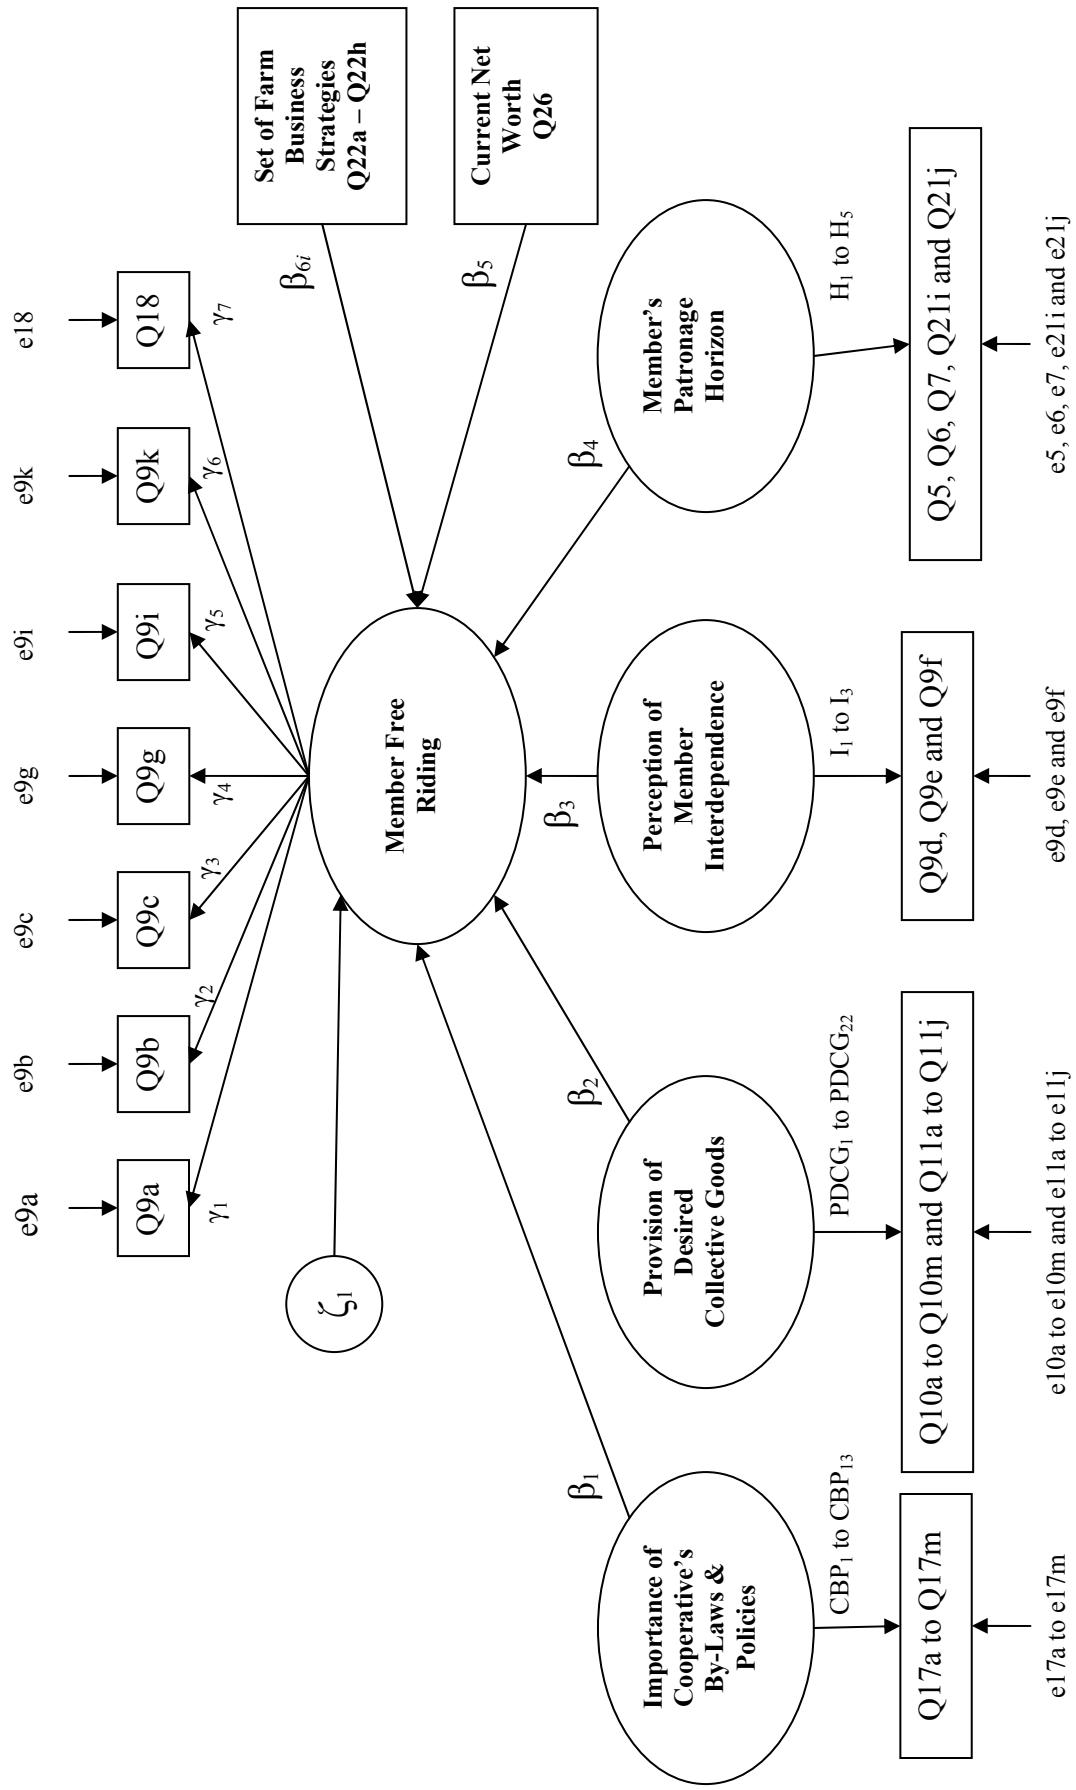 e9a
e9b
e9c
e9g
e9i
e9k
e18
Q9a
Q9b
Q9c
Q9g
Q9i
Q9k
Q18
γ1
γ2
γ3
γ4
γ5
γ6
γ7
ζ1
Member Free
Riding
Set of Farm
Business
Strategies
Q22a – Q22h
β6i
Current Net
Worth
Q26
β5
β1
β2
β3
β4
Importance of
Cooperative's
By-Laws &
Policies
Provision of
Desired
Collective Goods
Perception of
Member
Interdependence
Member's
Patronage
Horizon
CBP1 to CBP13
PDCG1 to PDCG22
I1 to I3
H1 to H5
Q17a to Q17m
Q10a to Q10m and Q11a to Q11j
Q9d, Q9e and Q9f
Q5, Q6, Q7, Q21i and Q21j
e17a to e17m
e10a to e10m and e11a to e11j
e9d, e9e and e9f
e5, e6, e7, e21i and e21j